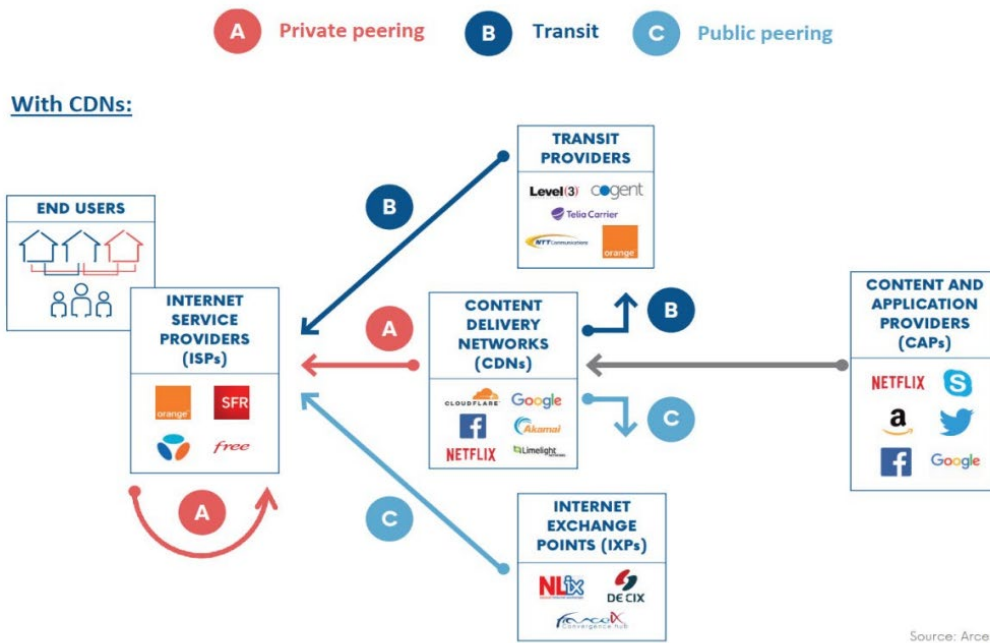 A Private peering B Transit C Public peering
With CDNs:
TRANSIT
PROVIDERS
Level(3) cogent
Telia Carrier
NTT Communications orange
B
END USERS
INTERNET
SERVICE
PROVIDERS
(ISPs)
orange SFR
free
A
A
CONTENT
DELIVERY
NETWORKS
(CDNs)
CLOUDFLARE Google
f Akamai
NETFLIX Limelight
B
C
CONTENT AND
APPLICATION
PROVIDERS
(CAPs)
NETFLIX S
a
f Google
C
INTERNET
EXCHANGE
POINTS (IXPs)
NLix DE CIX
Convergence Hub
Source: Arce